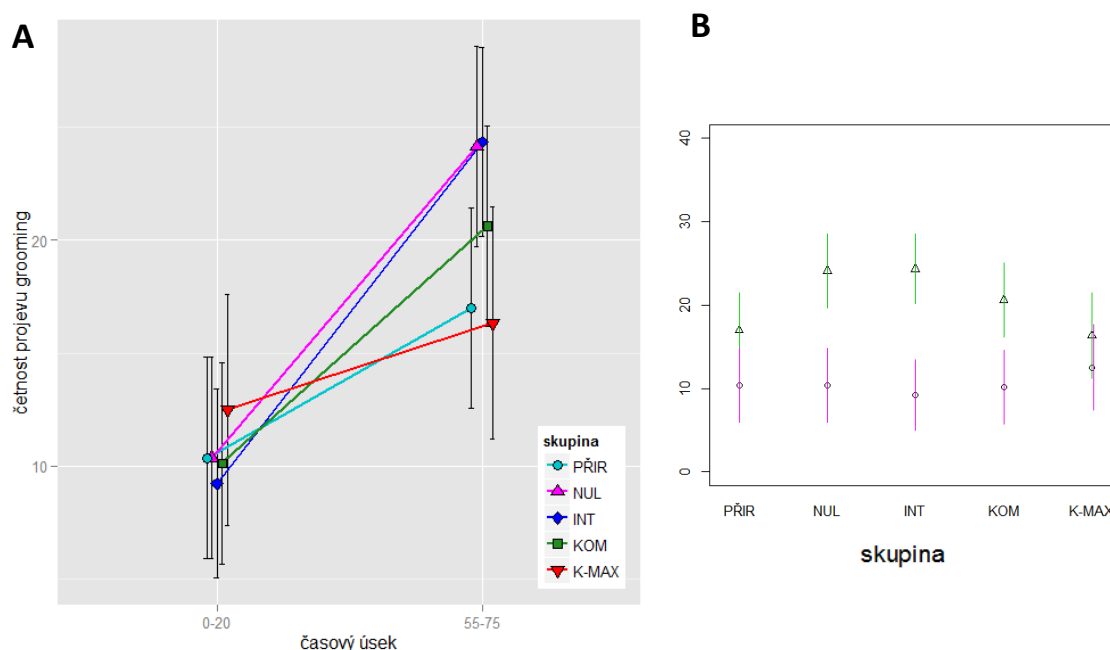 A
četnost projevu grooming
20
10
0-20
55-75
časový úsek
skupina
PŘIR
NUL
INT
KOM
K-MAX
B
40
30
20
10
0
PŘIR NUL INT KOM K-MAX
skupina